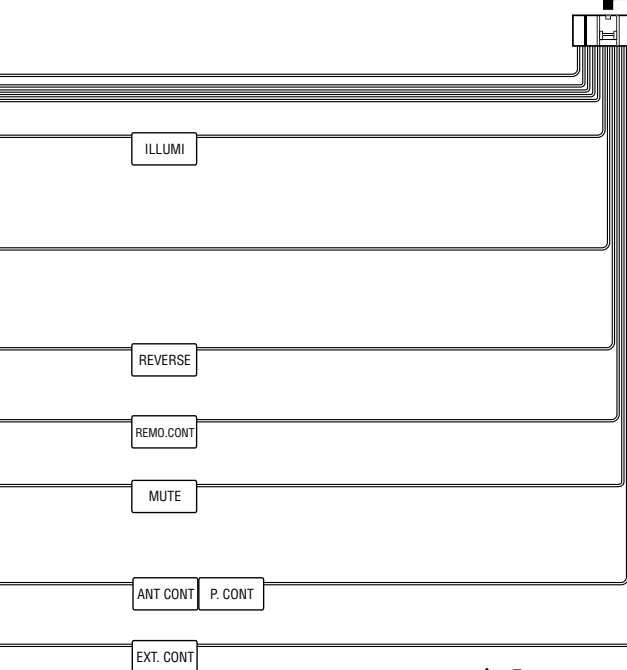 ILLUMI
REVERSE
REMO.CONT
MUTE
ANT CONT P. CONT
EXT. CONT